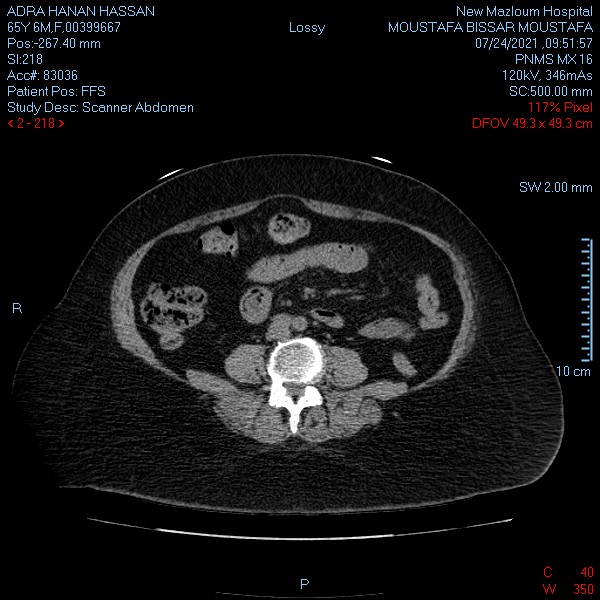 ADRA HANAN HASSAN
65Y 6M,F,00399667
Pos:-267.40 mm
SI:218
Acc#: 83036
Patient Pos: FFS
Study Desc: Scanner Abdomen
< 2 - 218 >
Lossy
New Mazloum Hospital
MOUSTAFA BISSAR MOUSTAFA
07/24/2021 ,09:51:57
PNMS MX 16
120kV, 346mAs
SC:500.00 mm
117% Pixel
DFOV 49.3 x 49.3 cm
SW 2.00 mm
R
10 cm
P
C 40
W 350